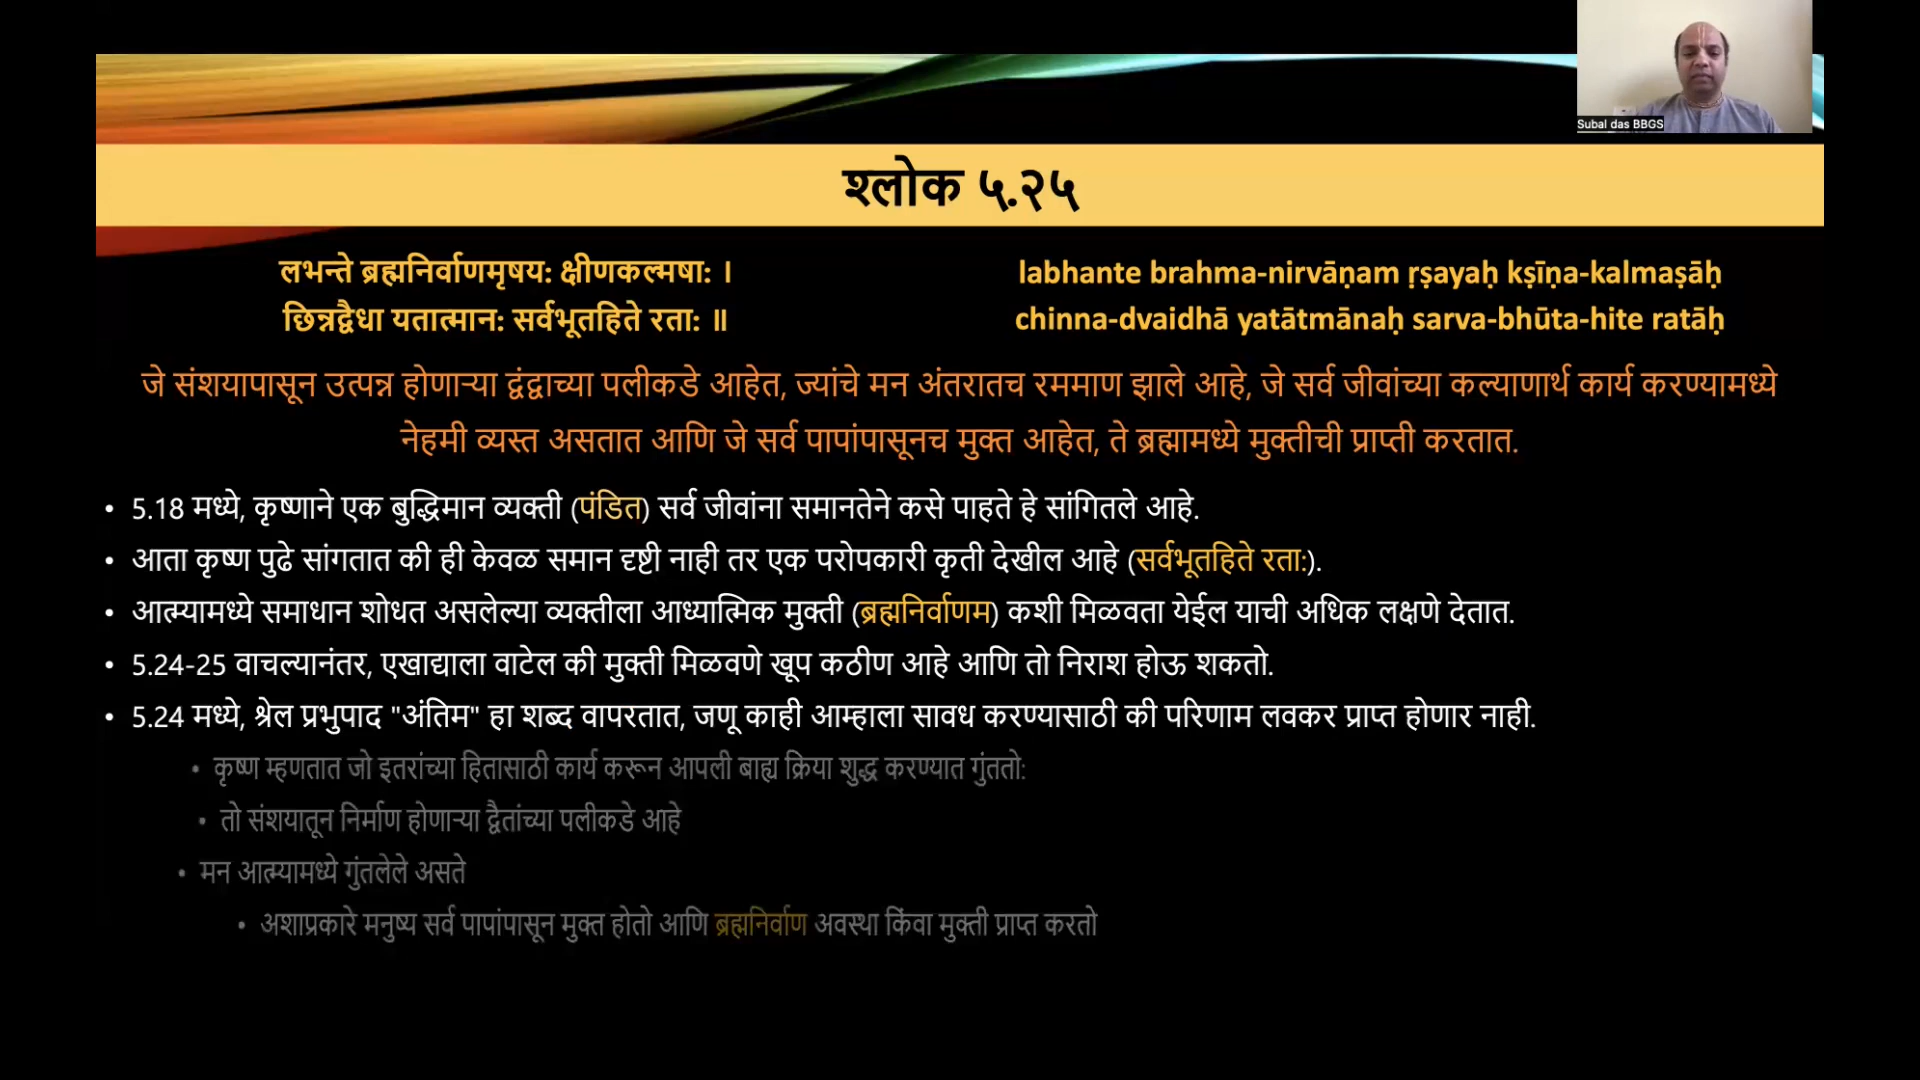 Subal das BBGS
श्लोक ५.२५
लभन्ते ब्रह्मनिर्वाणमृषय: क्षीणकल्मषा: ।
छिन्नद्वैधा यतात्मान: सर्वभूतहिते रता: ॥
labhante brahma-nirvāṇam ṛṣayaḥ kṣīṇa-kalmaṣāḥ
chinna-dvaidhā yatātmānaḥ sarva-bhūta-hite ratāḥ
जे संशयापासून उत्पन्न होणाऱ्या द्वंद्वाच्या पलीकडे आहेत, ज्यांचे मन अंतरातच रममाण झाले आहे, जे सर्व जीवांच्या कल्याणार्थ कार्य करण्यामध्ये
नेहमी व्यस्त असतात आणि जे सर्व पापांपासूनच मुक्त आहेत, ते ब्रह्मामध्ये मुक्तीची प्राप्ती करतात.
• 5.18 मध्ये, कृष्णाने एक बुद्धिमान व्यक्ती (पंडित) सर्व जीवांना समानतेने कसे पाहते हे सांगितले आहे.
• आता कृष्ण पुढे सांगतात की ही केवळ समान दृष्टी नाही तर एक परोपकारी कृती देखील आहे (सर्वभूतहिते रता:).
• आत्म्यामध्ये समाधान शोधत असलेल्या व्यक्तीला आध्यात्मिक मुक्ती (ब्रह्मनिर्वाणम) कशी मिळवता येईल याची अधिक लक्षणे देतात.
• 5.24-25 वाचल्यानंतर, एखाद्याला वाटेल की मुक्ती मिळवणे खूप कठीण आहे आणि तो निराश होऊ शकतो.
• 5.24 मध्ये, श्रेल प्रभुपाद "अंतिम" हा शब्द वापरतात, जणू काही आम्हाला सावध करण्यासाठी की परिणाम लवकर प्राप्त होणार नाही.
• कृष्ण म्हणतात जो इतरांच्या हितासाठी कार्य करून आपली बाह्य क्रिया शुद्ध करण्यात गुंततो:
• तो संशयातून निर्माण होणाऱ्या द्वैतांच्या पलीकडे आहे
• मन आत्म्यामध्ये गुंतलेले असते
• अशाप्रकारे मनुष्य सर्व पापांपासून मुक्त होतो आणि ब्रह्मनिर्वाण अवस्था किंवा मुक्ती प्राप्त करतो